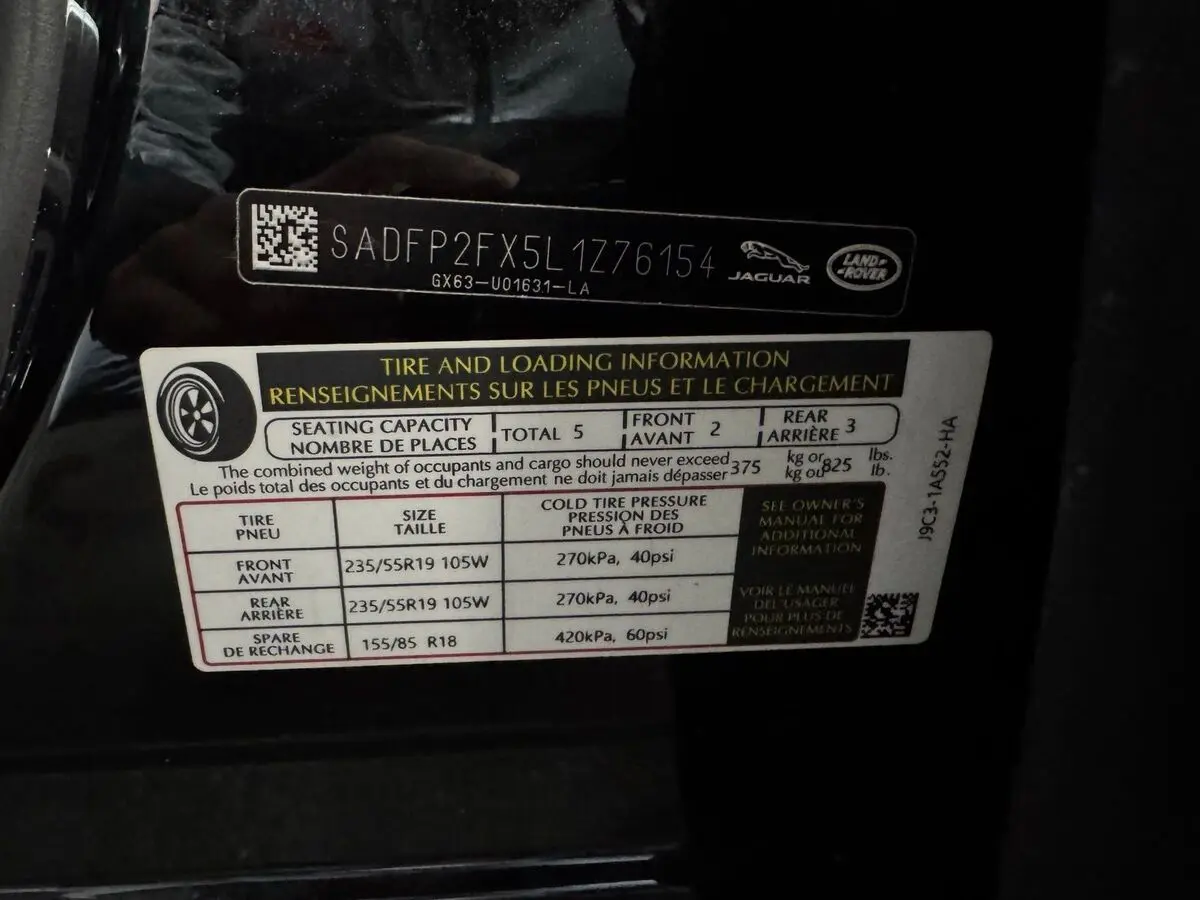 SADFP2FX5L1Z76154
GX63-U01631-LA
JAGUAR
LAND-
-ROVER
TIRE AND LOADING INFORMATION
RENSEIGNEMENTS SUR LES PNEUS ET LE CHARGEMENT
SEATING CAPACITY
NOMBRE DE PLACES
TOTAL 5
FRONT
AVANT 2
REAR
ARRIÈRE 3
The combined weight of occupants and cargo should never exceed 375 kg or 825 lbs.
Le poids total des occupants et du chargement ne doit jamais dépasser kg ou lb.
TIRE
PNEU
SIZE
TAILLE
COLD TIRE PRESSURE
PRESSION DES
PNEUS À FROID
FRONT
AVANT
235/55R19 105W
270kPa, 40psi
REAR
ARRIÈRE
235/55R19 105W
270kPa, 40psi
SPARE
DE RECHANGE
155/85 R18
420kPa, 60psi
SEE OWNER'S
MANUAL FOR
ADDITIONAL
INFORMATION
VOIR LE MANUEL
DE L'USAGER
POUR PLUS DE
RENSEIGNEMENTS
J9C3-1A552-HA